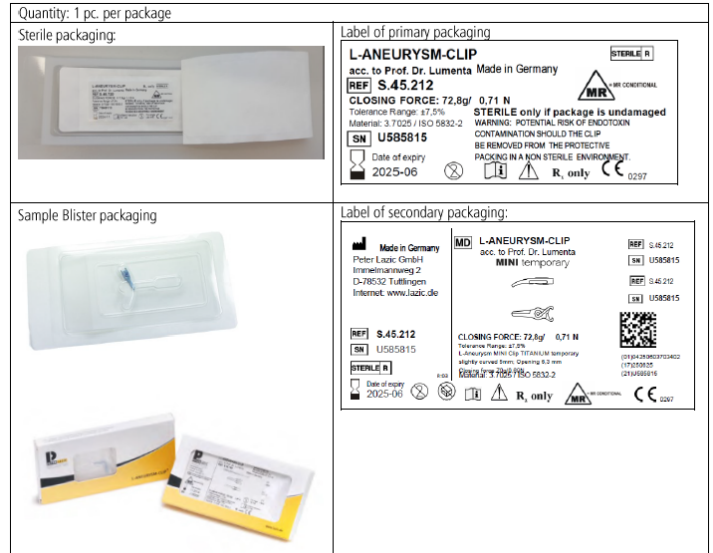 Quantity: 1 pc. per package
Sterile packaging:
Label of primary packaging
L-ANEURYSM-CLIP
STERILE R
acc. to Prof. Dr. Lumenta Made in Germany
REF S.45.212
MR
= MR CONDITIONAL
CLOSING FORCE: 72,8g/ 0,71 N
Tolerance Range: ±7,5%
Material: 3.7025 / ISO 5832-2
STERILE only if package is undamaged
WARNING: POTENTIAL RISK OF ENDOTOXIN
CONTAMINATION SHOULD THE CLIP
BE REMOVED FROM THE PROTECTIVE
PACKING IN A NON STERILE ENVIRONMENT.
SN U585815
Date of expiry
2025-06
Rx only
CE 0297
Sample Blister packaging
Label of secondary packaging:
Made in Germany
Peter Lazic GmbH
Immelmannweg 2
D-78532 Tuttlingen
Internet: www.lazic.de
MD L-ANEURYSM-CLIP
acc. to Prof. Dr. Lumenta
MINI temporary
REF S.45.212
SN U585815
REF S.45.212
SN U585815
REF S.45.212
SN U585815
STERILE R
Date of expiry
2025-06
CLOSING FORCE: 72,8g/ 0,71 N
Tolerance Range: ±7,5%
L-Aneurysm MINI Clip TITANIUM temporary
slightly curved 5mm, Opening 5,3 mm
Material: 3.7025 / ISO 5832-2
(17)250625
(21)U585815
Rx only
MR
= MR CONDITIONAL
CE 0297
L-ANEURYSM-CLIP